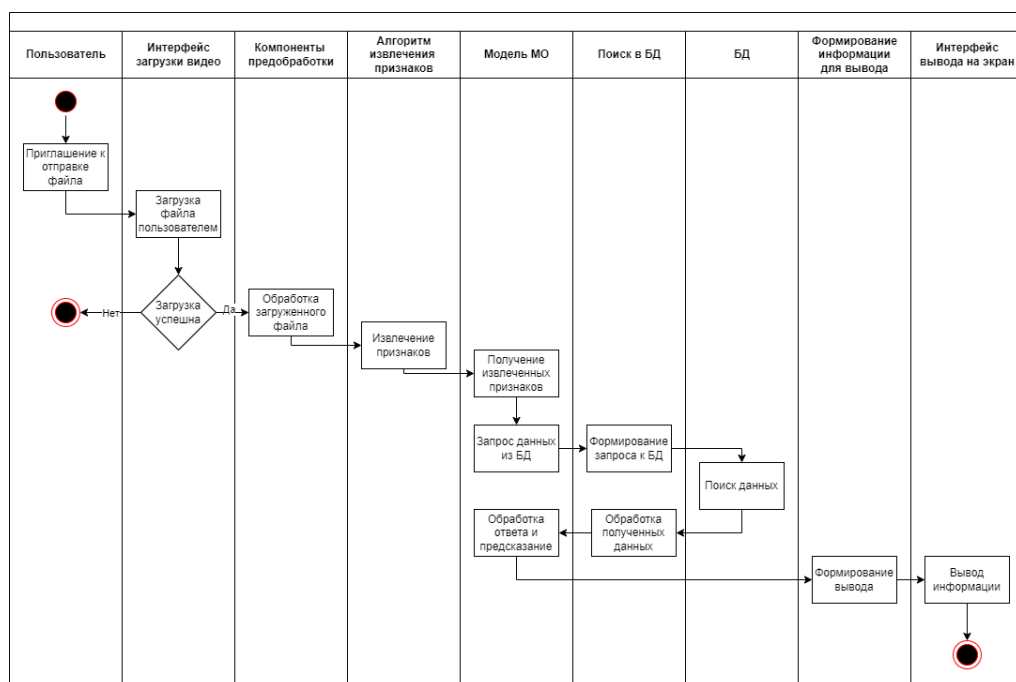 Пользователь
Интерфейс
загрузки видео
Компоненты
предобработки
Алгоритм
извлечения
признаков
Модель МО
Поиск в БД
БД
Формирование
информации
для вывода
Интерфейс
вывода на экран
Приглашение к
отправке
файла
Загрузка
файла
пользователем
Нет
Загрузка
успешна
Да
Обработка
загруженного
файла
Извлечение
признаков
Получение
извлеченных
признаков
Запрос данных
из БД
Формирование
запроса к БД
Поиск данных
Обработка
ответа и
предсказание
Обработка
полученных
данных
Формирование
вывода
Вывод
информации